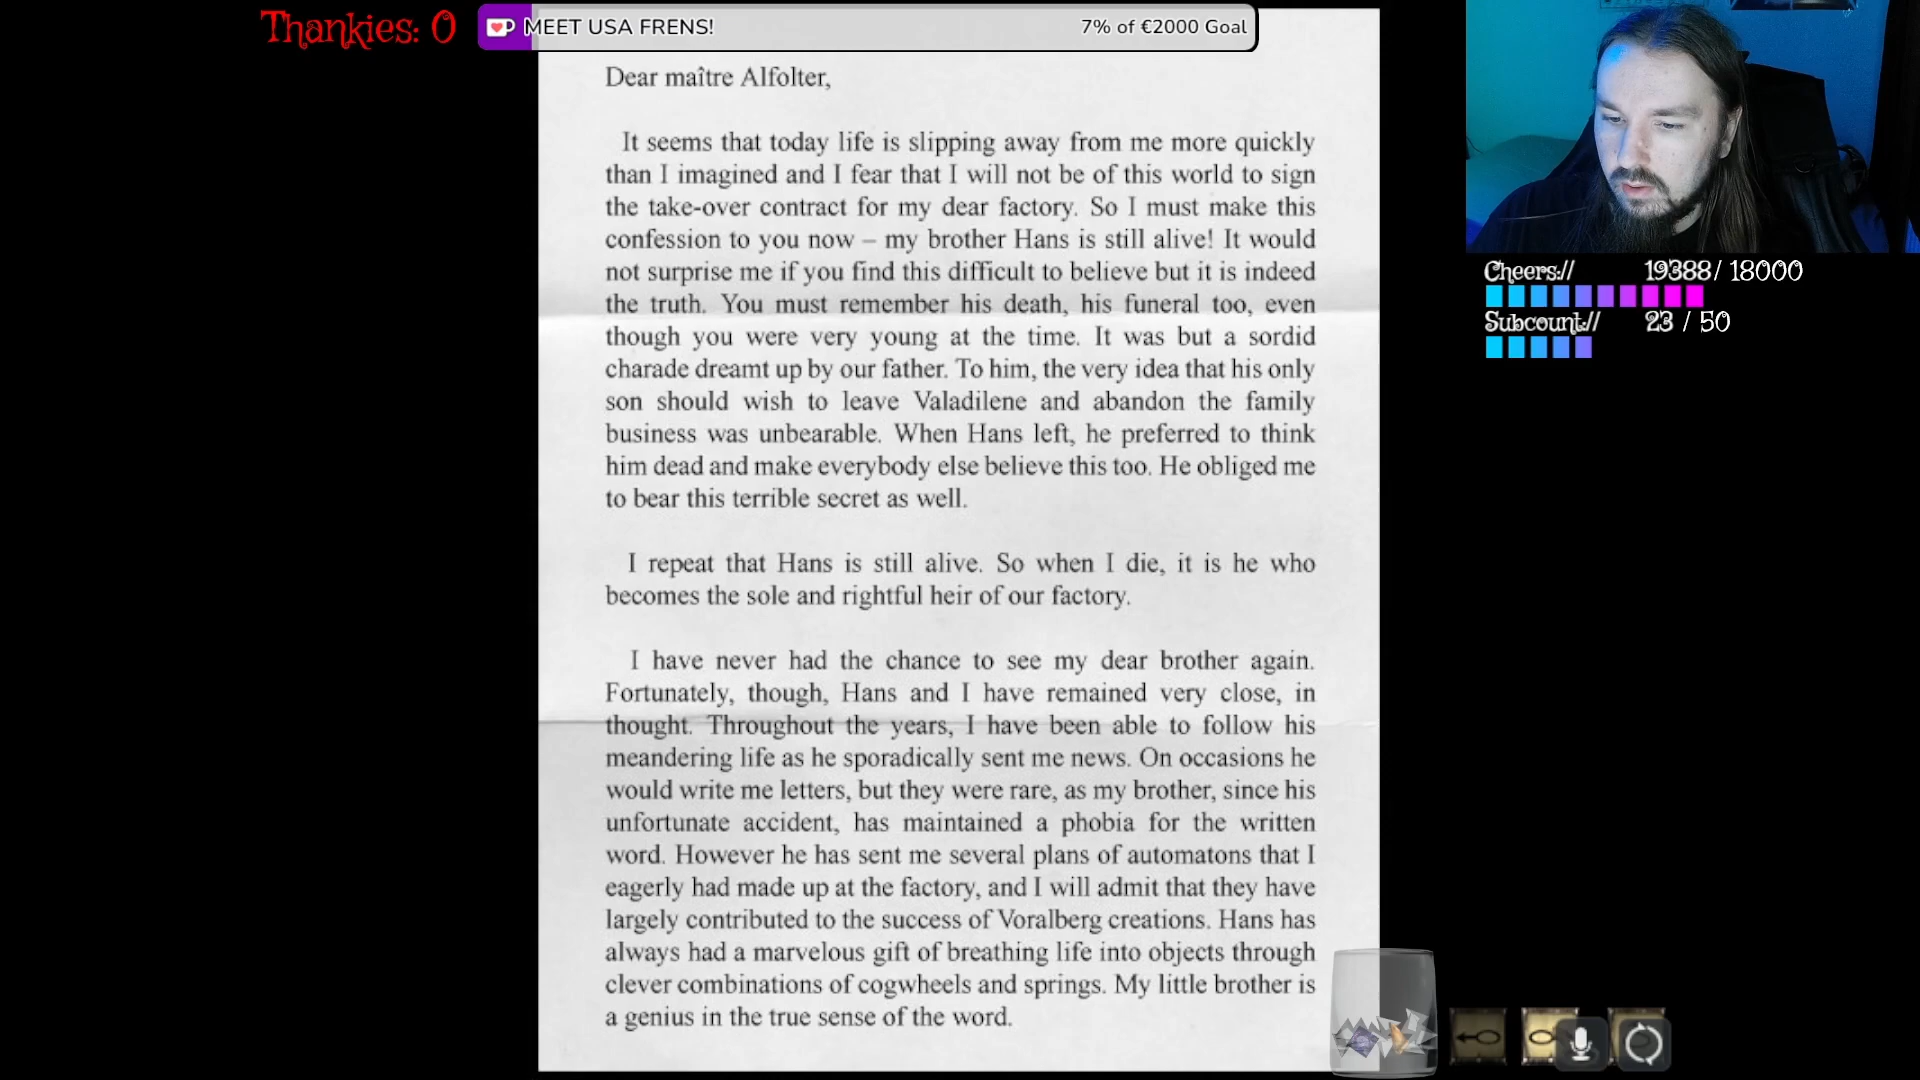 Thankies: 0
MEET USA FRENS!
7% of €2000 Goal
Dear maître Alfolter,
It seems that today life is slipping away from me more quickly
than I imagined and I fear that I will not be of this world to sign
the take-over contract for my dear factory. So I must make this
confession to you now – my brother Hans is still alive! It would
not surprise me if you find this difficult to believe but it is indeed
the truth. You must remember his death, his funeral too, even
though you were very young at the time. It was but a sordid
charade dreamt up by our father. To him, the very idea that his only
son should wish to leave Valadilene and abandon the family
business was unbearable. When Hans left, he preferred to think
him dead and make everybody else believe this too. He obliged me
to bear this terrible secret as well.
I repeat that Hans is still alive. So when I die, it is he who
becomes the sole and rightful heir of our factory.
I have never had the chance to see my dear brother again.
Fortunately, though, Hans and I have remained very close, in
thought. Throughout the years, I have been able to follow his
meandering life as he sporadically sent me news. On occasions he
would write me letters, but they were rare, as my brother, since his
unfortunate accident, has maintained a phobia for the written
word. However he has sent me several plans of automatons that I
eagerly had made up at the factory, and I will admit that they have
largely contributed to the success of Voralberg creations. Hans has
always had a marvelous gift of breathing life into objects through
clever combinations of cogwheels and springs. My little brother is
a genius in the true sense of the word.
Cheers:// 19388/ 18000
Subcount:// 23 / 50